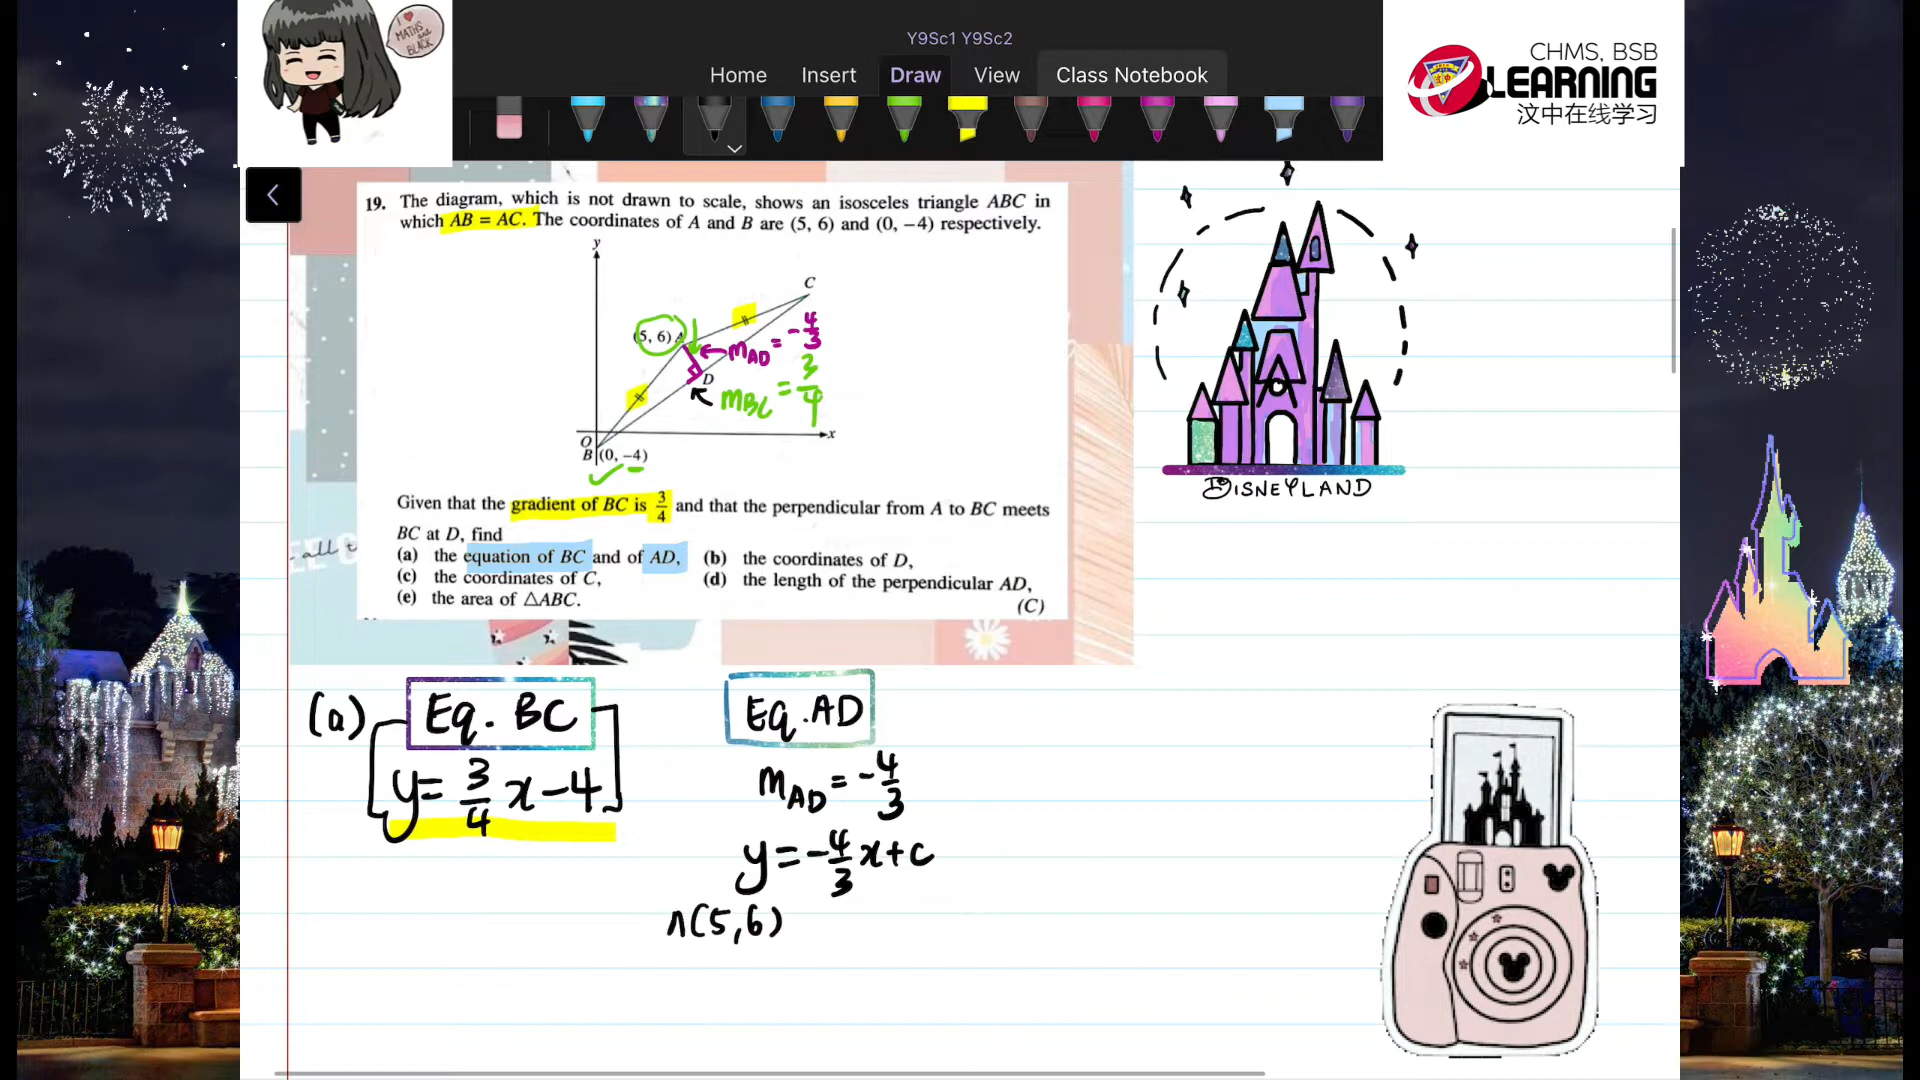 I ❤ MATHS and BLACK
Y9Sc1 Y9Sc2
Home Insert Draw View Class Notebook
CHMS, BSB
LEARNING
汶中在线学习
19. The diagram, which is not drawn to scale, shows an isosceles triangle ABC in
which AB = AC. The coordinates of A and B are (5, 6) and (0, −4) respectively.
y
C
(5, 6) A
m_AD = -4/3
D
m_BC = 3/4
O
x
B (0, −4)
Given that the gradient of BC is 3/4 and that the perpendicular from A to BC meets
BC at D, find
(a) the equation of BC and of AD, (b) the coordinates of D,
(c) the coordinates of C, (d) the length of the perpendicular AD,
(e) the area of △ABC.
(C)
all
DISNEYLAND
(a) Eq. BC
y = 3/4 x − 4
Eq. AD
m_AD = -4/3
y = -4/3 x + c
(5,6)